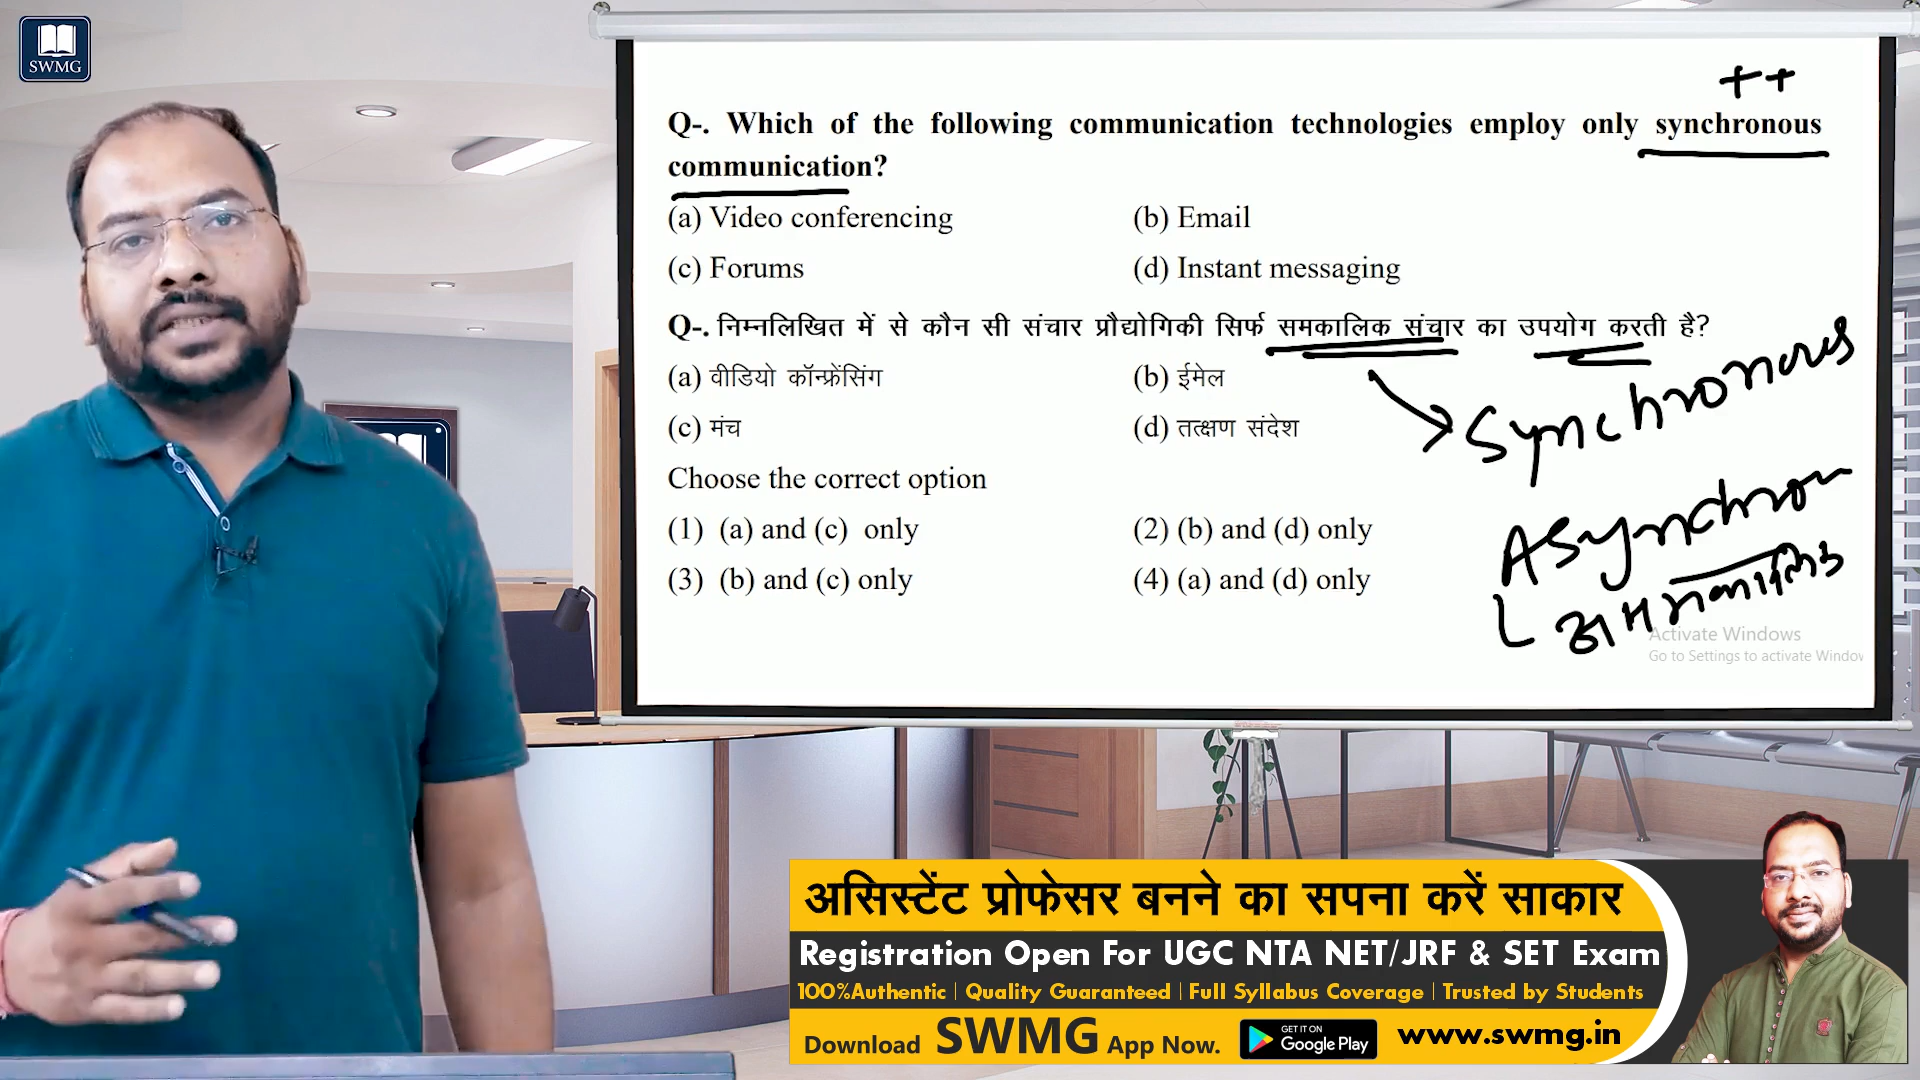 SWMG
++
Q-. Which of the following communication technologies employ only synchronous
communication?
(a) Video conferencing (b) Email
(c) Forums (d) Instant messaging
Q-. निम्नलिखित में से कौन सी संचार प्रौद्योगिकी सिर्फ समकालिक संचार का उपयोग करती है?
(a) वीडियो कॉन्फ्रेंसिंग (b) ईमेल
(c) मंच (d) तत्क्षण संदेश
Synchronous
Choose the correct option
(1) (a) and (c) only (2) (b) and (d) only
Asynchron
(3) (b) and (c) only (4) (a) and (d) only
Activate Windows
Go to Settings to activate Window
असिस्टेंट प्रोफेसर बनने का सपना करें साकार
Registration Open For UGC NTA NET/JRF & SET Exam
100%Authentic | Quality Guaranteed | Full Syllabus Coverage | Trusted by Students
Download SWMG App Now. GET IT ON Google Play www.swmg.in